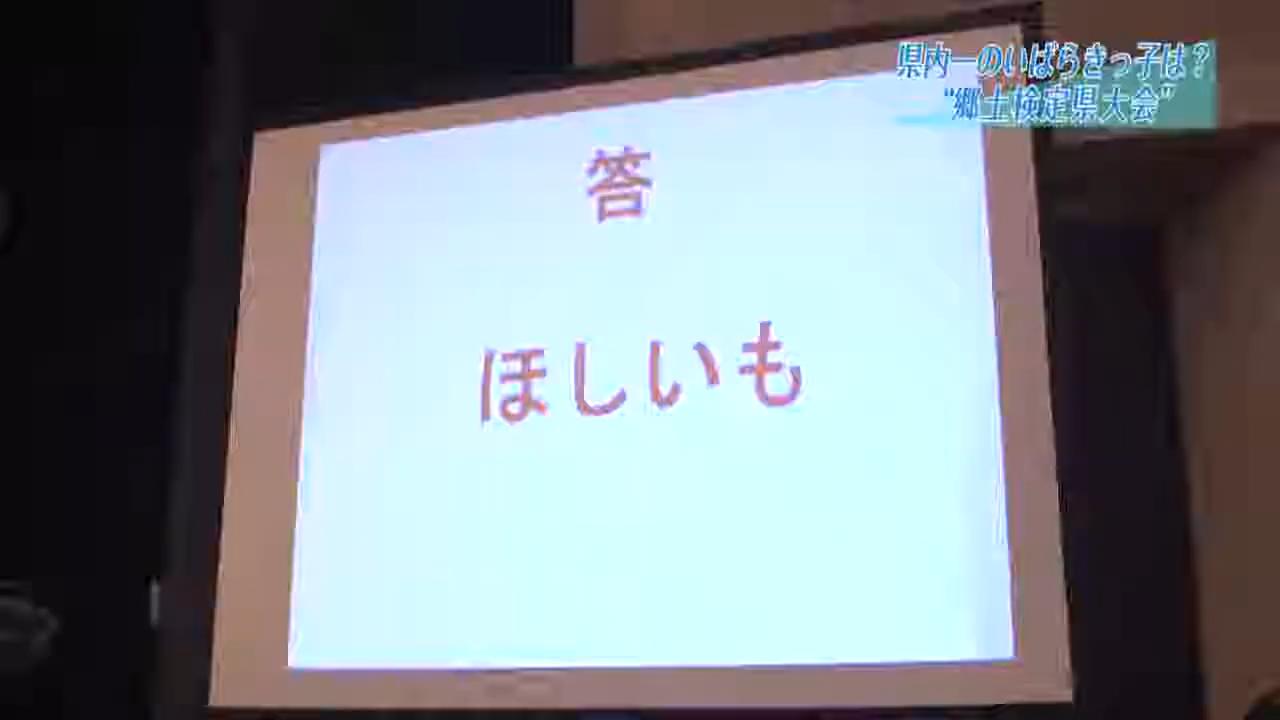 県内一のいばらきっ子は？
“郷土検定県大会”
答
ほしいも